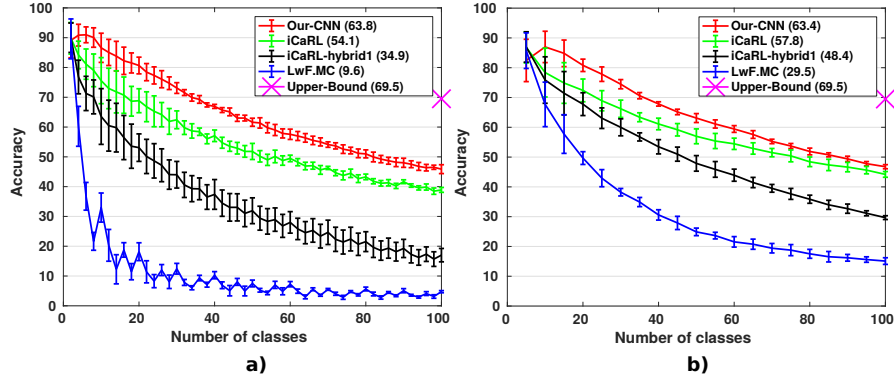 100
90
80
70
60
50
40
30
20
10
0
Accuracy
0 20 40 60 80 100
Number of classes
Our-CNN (63.8)
iCaRL (54.1)
iCaRL-hybrid1 (34.9)
LwF.MC (9.6)
Upper-Bound (69.5)
a)
100
90
80
70
60
50
40
30
20
10
0
Accuracy
0 20 40 60 80 100
Number of classes
Our-CNN (63.4)
iCaRL (57.8)
iCaRL-hybrid1 (48.4)
LwF.MC (29.5)
Upper-Bound (69.5)
b)